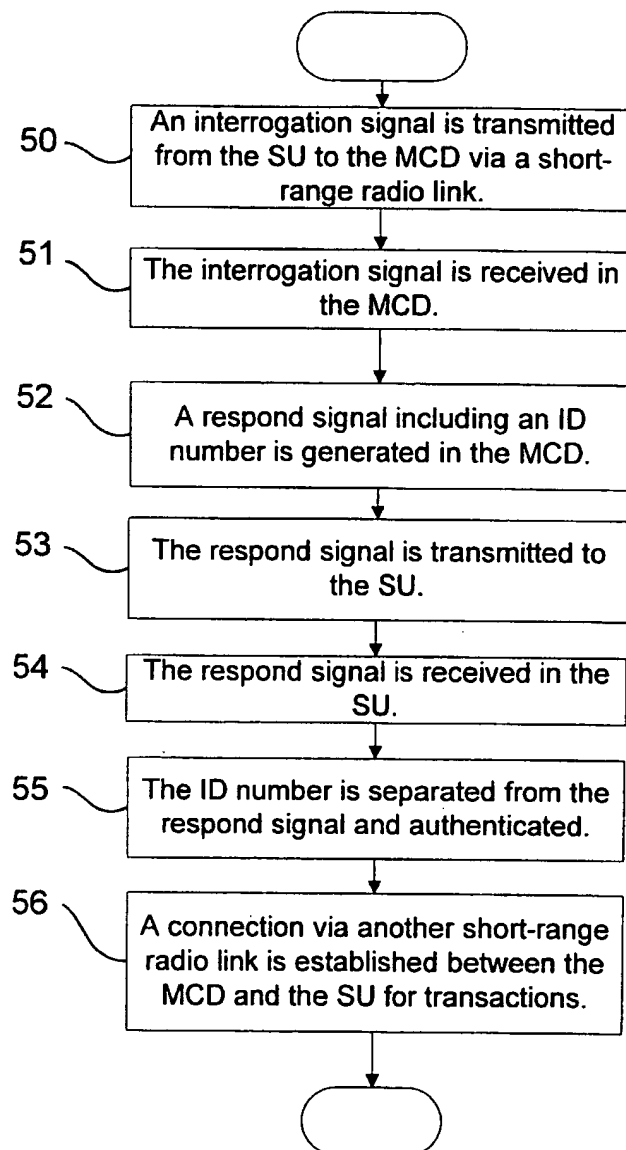 50
An interrogation signal is transmitted
from the SU to the MCD via a short-
range radio link.
51
The interrogation signal is received in
the MCD.
52
A respond signal including an ID
number is generated in the MCD.
53
The respond signal is transmitted to
the SU.
54
The respond signal is received in the
SU.
55
The ID number is separated from the
respond signal and authenticated.
56
A connection via another short-range
radio link is established between the
MCD and the SU for transactions.